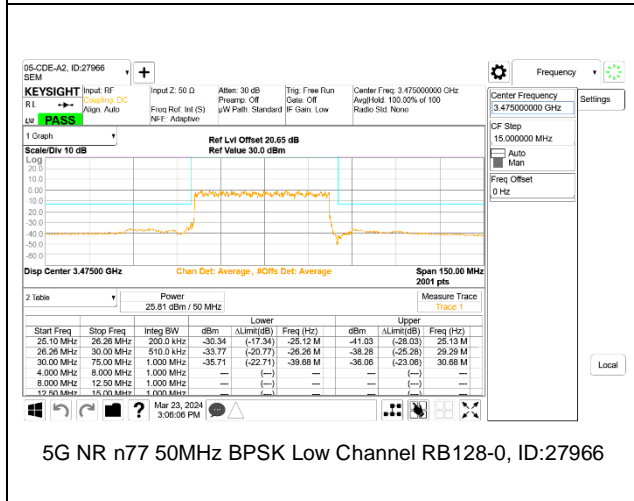 05-CDE-A2, ID:27966
SEM
+
Frequency
KEYSIGHT
Input: RF
Coupling: DC
Align: Auto
Input Z: 50 Ω
Freq Ref: Int (S)
NFE: Adaptive
Atten: 30 dB
Preamp: Off
µW Path: Standard
Trig: Free Run
Gate: Off
IF Gain: Low
Center Freq: 3.475000000 GHz
Avg|Hold: 100.00% of 100
Radio Std: None
RL
PASS
Center Frequency
3.475000000 GHz
Settings
CF Step
15.000000 MHz
Auto
Man
Freq Offset
0 Hz
Local
1 Graph
Scale/Div 10 dB
Ref Lvl Offset 20.65 dB
Ref Value 30.0 dBm
Log
20.0
10.0
0.00
-10.0
-20.0
-30.0
-40.0
-50.0
-60.0
Disp Center 3.47500 GHz
Chan Det: Average , #Offs Det: Average
Span 150.00 MHz
2001 pts
2 Table
Power
25.81 dBm / 50 MHz
Measure Trace
Trace 1
Lower Upper
Start Freq Stop Freq Integ BW dBm ΔLimit(dB) Freq (Hz) dBm ΔLimit(dB) Freq (Hz)
25.10 MHz 26.26 MHz 200.0 kHz -30.34 (-17.34) -25.12 M -41.03 (-28.03) 25.13 M
26.26 MHz 30.00 MHz 510.0 kHz -33.77 (-20.77) -26.26 M -38.28 (-25.28) 29.29 M
30.00 MHz 75.00 MHz 1.000 MHz -35.71 (-22.71) -39.68 M -36.06 (-23.06) 30.68 M
4.000 MHz 8.000 MHz 1.000 MHz --- (---) --- (---)
8.000 MHz 12.50 MHz 1.000 MHz --- (---) --- (---)
12.50 MHz 15.00 MHz 1.000 MHz --- (---) --- (---)
?
Mar 23, 2024
3:06:06 PM
5G NR n77 50MHz BPSK Low Channel RB128-0, ID:27966